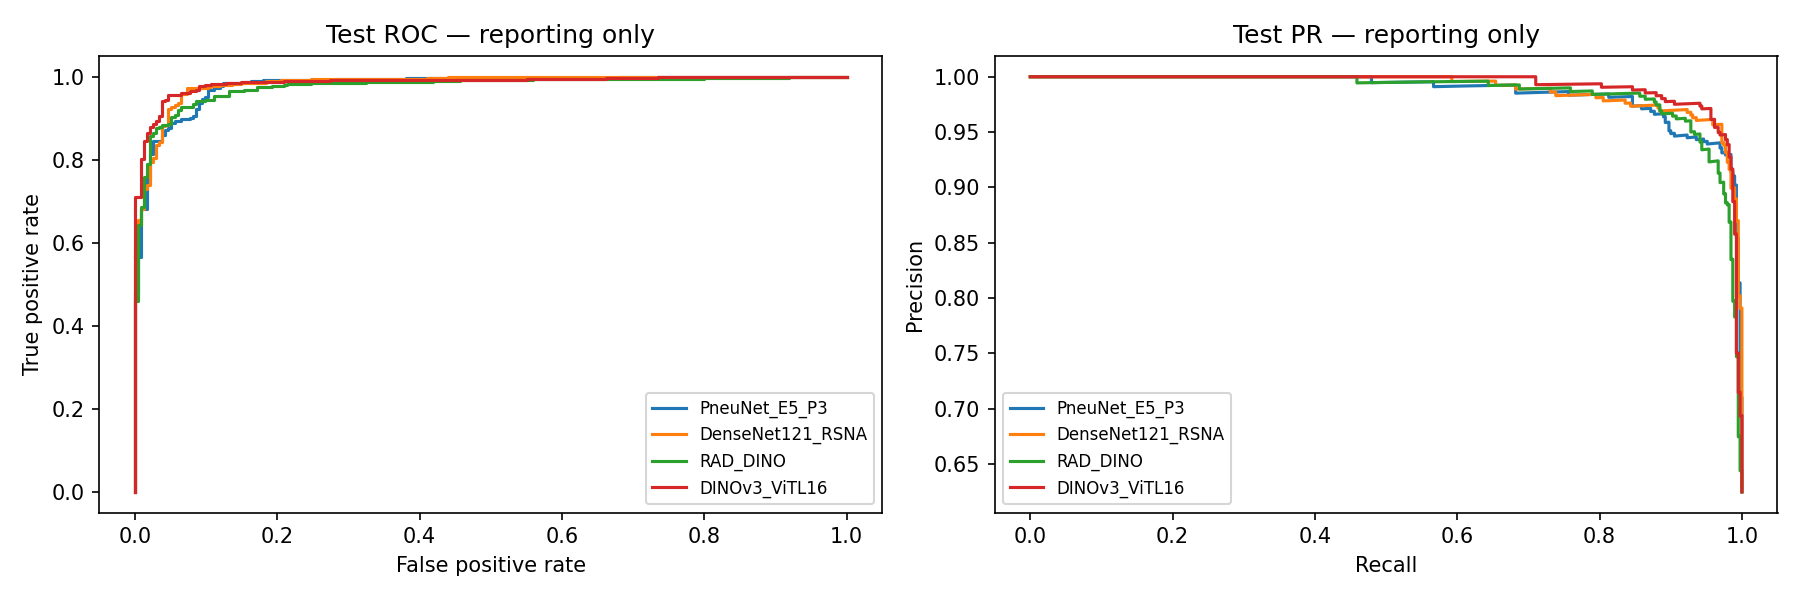 Test ROC — reporting only
True positive rate
1.0
0.8
0.6
0.4
0.2
0.0
PneuNet_E5_P3
DenseNet121_RSNA
RAD_DINO
DINOv3_ViTL16
0.0 0.2 0.4 0.6 0.8 1.0
False positive rate
Test PR — reporting only
Precision
1.00
0.95
0.90
0.85
0.80
0.75
0.70
0.65
PneuNet_E5_P3
DenseNet121_RSNA
RAD_DINO
DINOv3_ViTL16
0.0 0.2 0.4 0.6 0.8 1.0
Recall